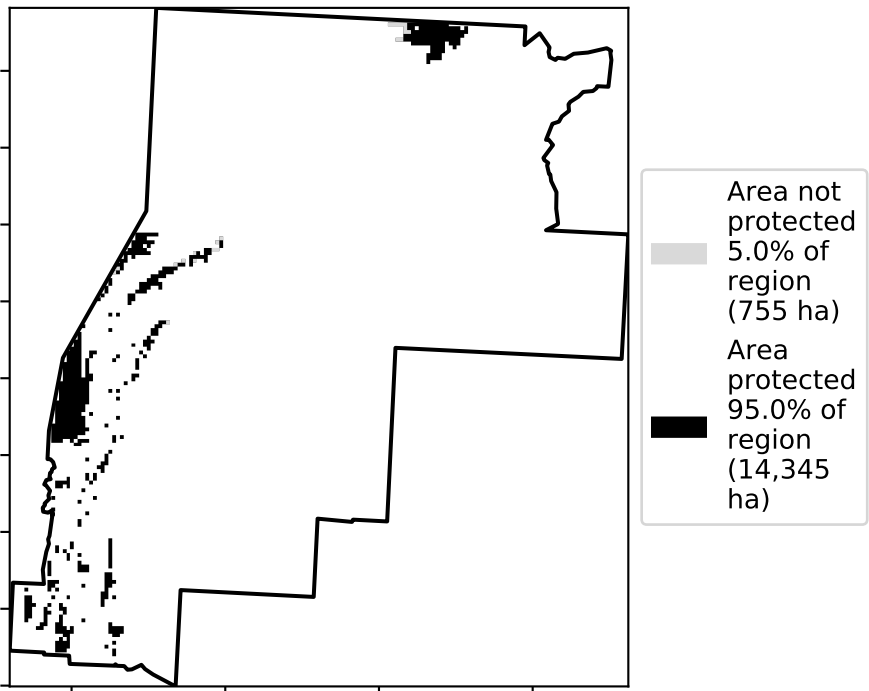 Area not
protected
5.0% of
region
(755 ha)
Area
protected
95.0% of
region
(14,345
ha)